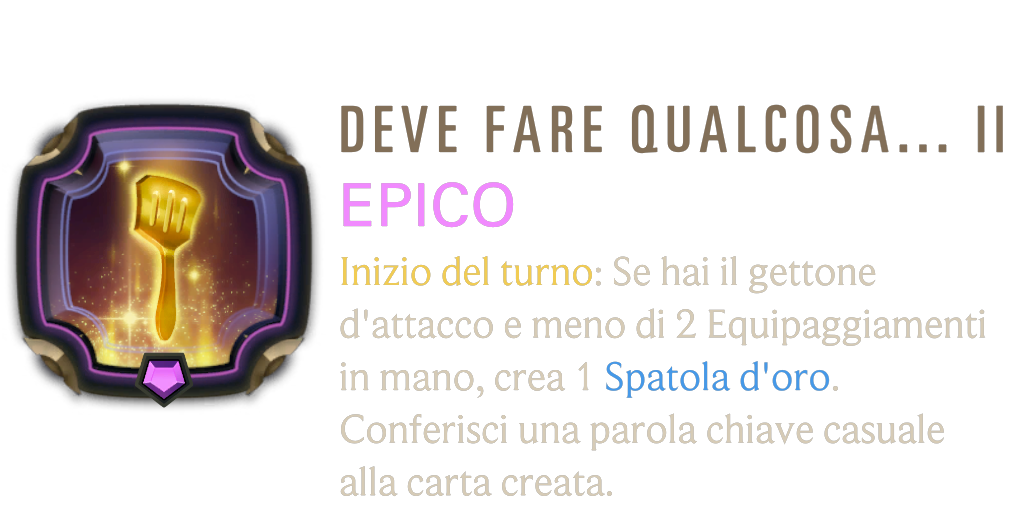 DEVE FARE QUALCOSA... II
EPICO
Inizio del turno: Se hai il gettone
d'attacco e meno di 2 Equipaggiamenti
in mano, crea 1 Spatola d'oro.
Conferisci una parola chiave casuale
alla carta creata.